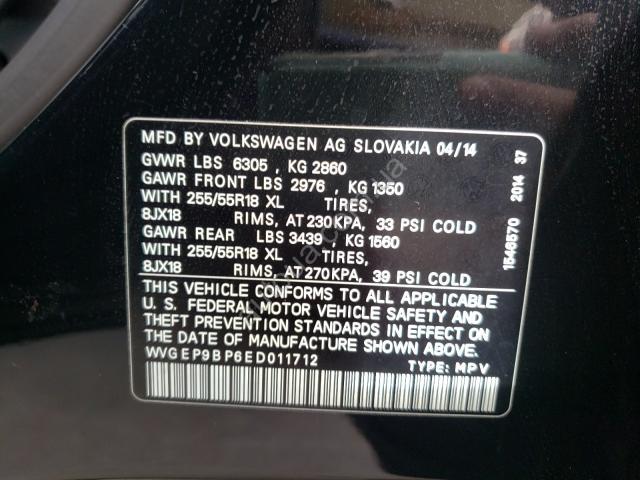 MFD BY VOLKSWAGEN AG SLOVAKIA 04/14
GVWR LBS 6305 , KG 2860
GAWR FRONT LBS 2976 , KG 1350
WITH 255/55R18 XL TIRES,
8JX18 RIMS, AT 230KPA, 33 PSI COLD
GAWR REAR LBS 3439 , KG 1560
WITH 255/55R18 XL TIRES,
8JX18 RIMS, AT 270KPA, 39 PSI COLD
THIS VEHICLE CONFORMS TO ALL APPLICABLE
U. S. FEDERAL MOTOR VEHICLE SAFETY AND
THEFT PREVENTION STANDARDS IN EFFECT ON
THE DATE OF MANUFACTURE SHOWN ABOVE.
WVGEP9BP6ED011712
TYPE: MPV
1546570 2014 37